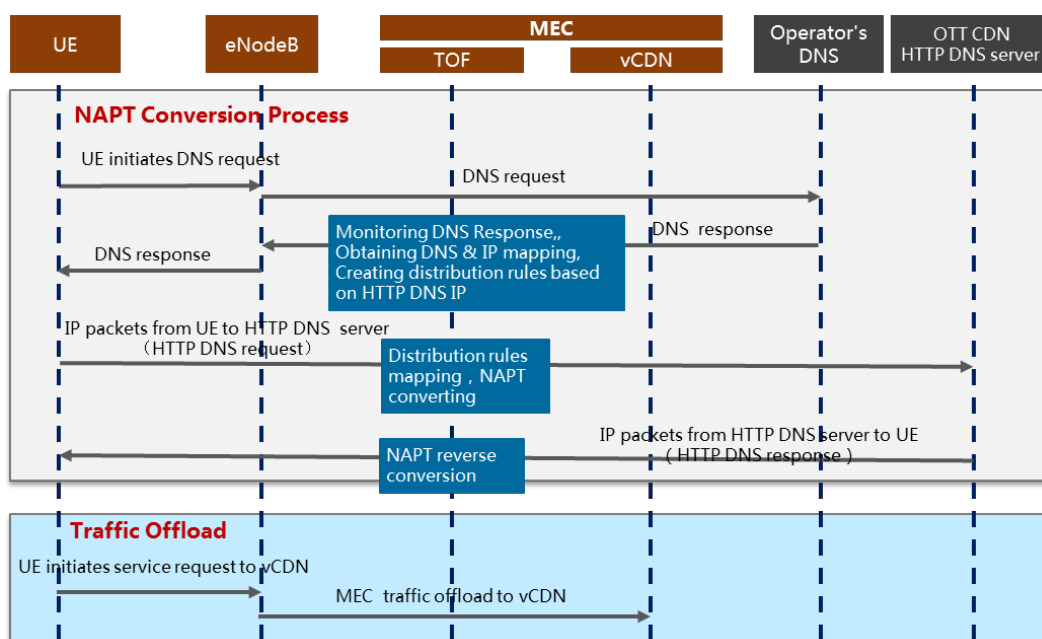 UE
eNodeB
MEC
TOF
vCDN
Operator's
DNS
OTT CDN
HTTP DNS server
NAPT Conversion Process
UE initiates DNS request
DNS request
Monitoring DNS Response,,
Obtaining DNS & IP mapping,
Creating distribution rules based
on HTTP DNS IP
DNS response
DNS response
IP packets from UE to HTTP DNS server
（HTTP DNS request）
Distribution rules
mapping , NAPT
converting
IP packets from HTTP DNS server to UE
( HTTP DNS response )
NAPT reverse
conversion
Traffic Offload
UE initiates service request to vCDN
MEC traffic offload to vCDN